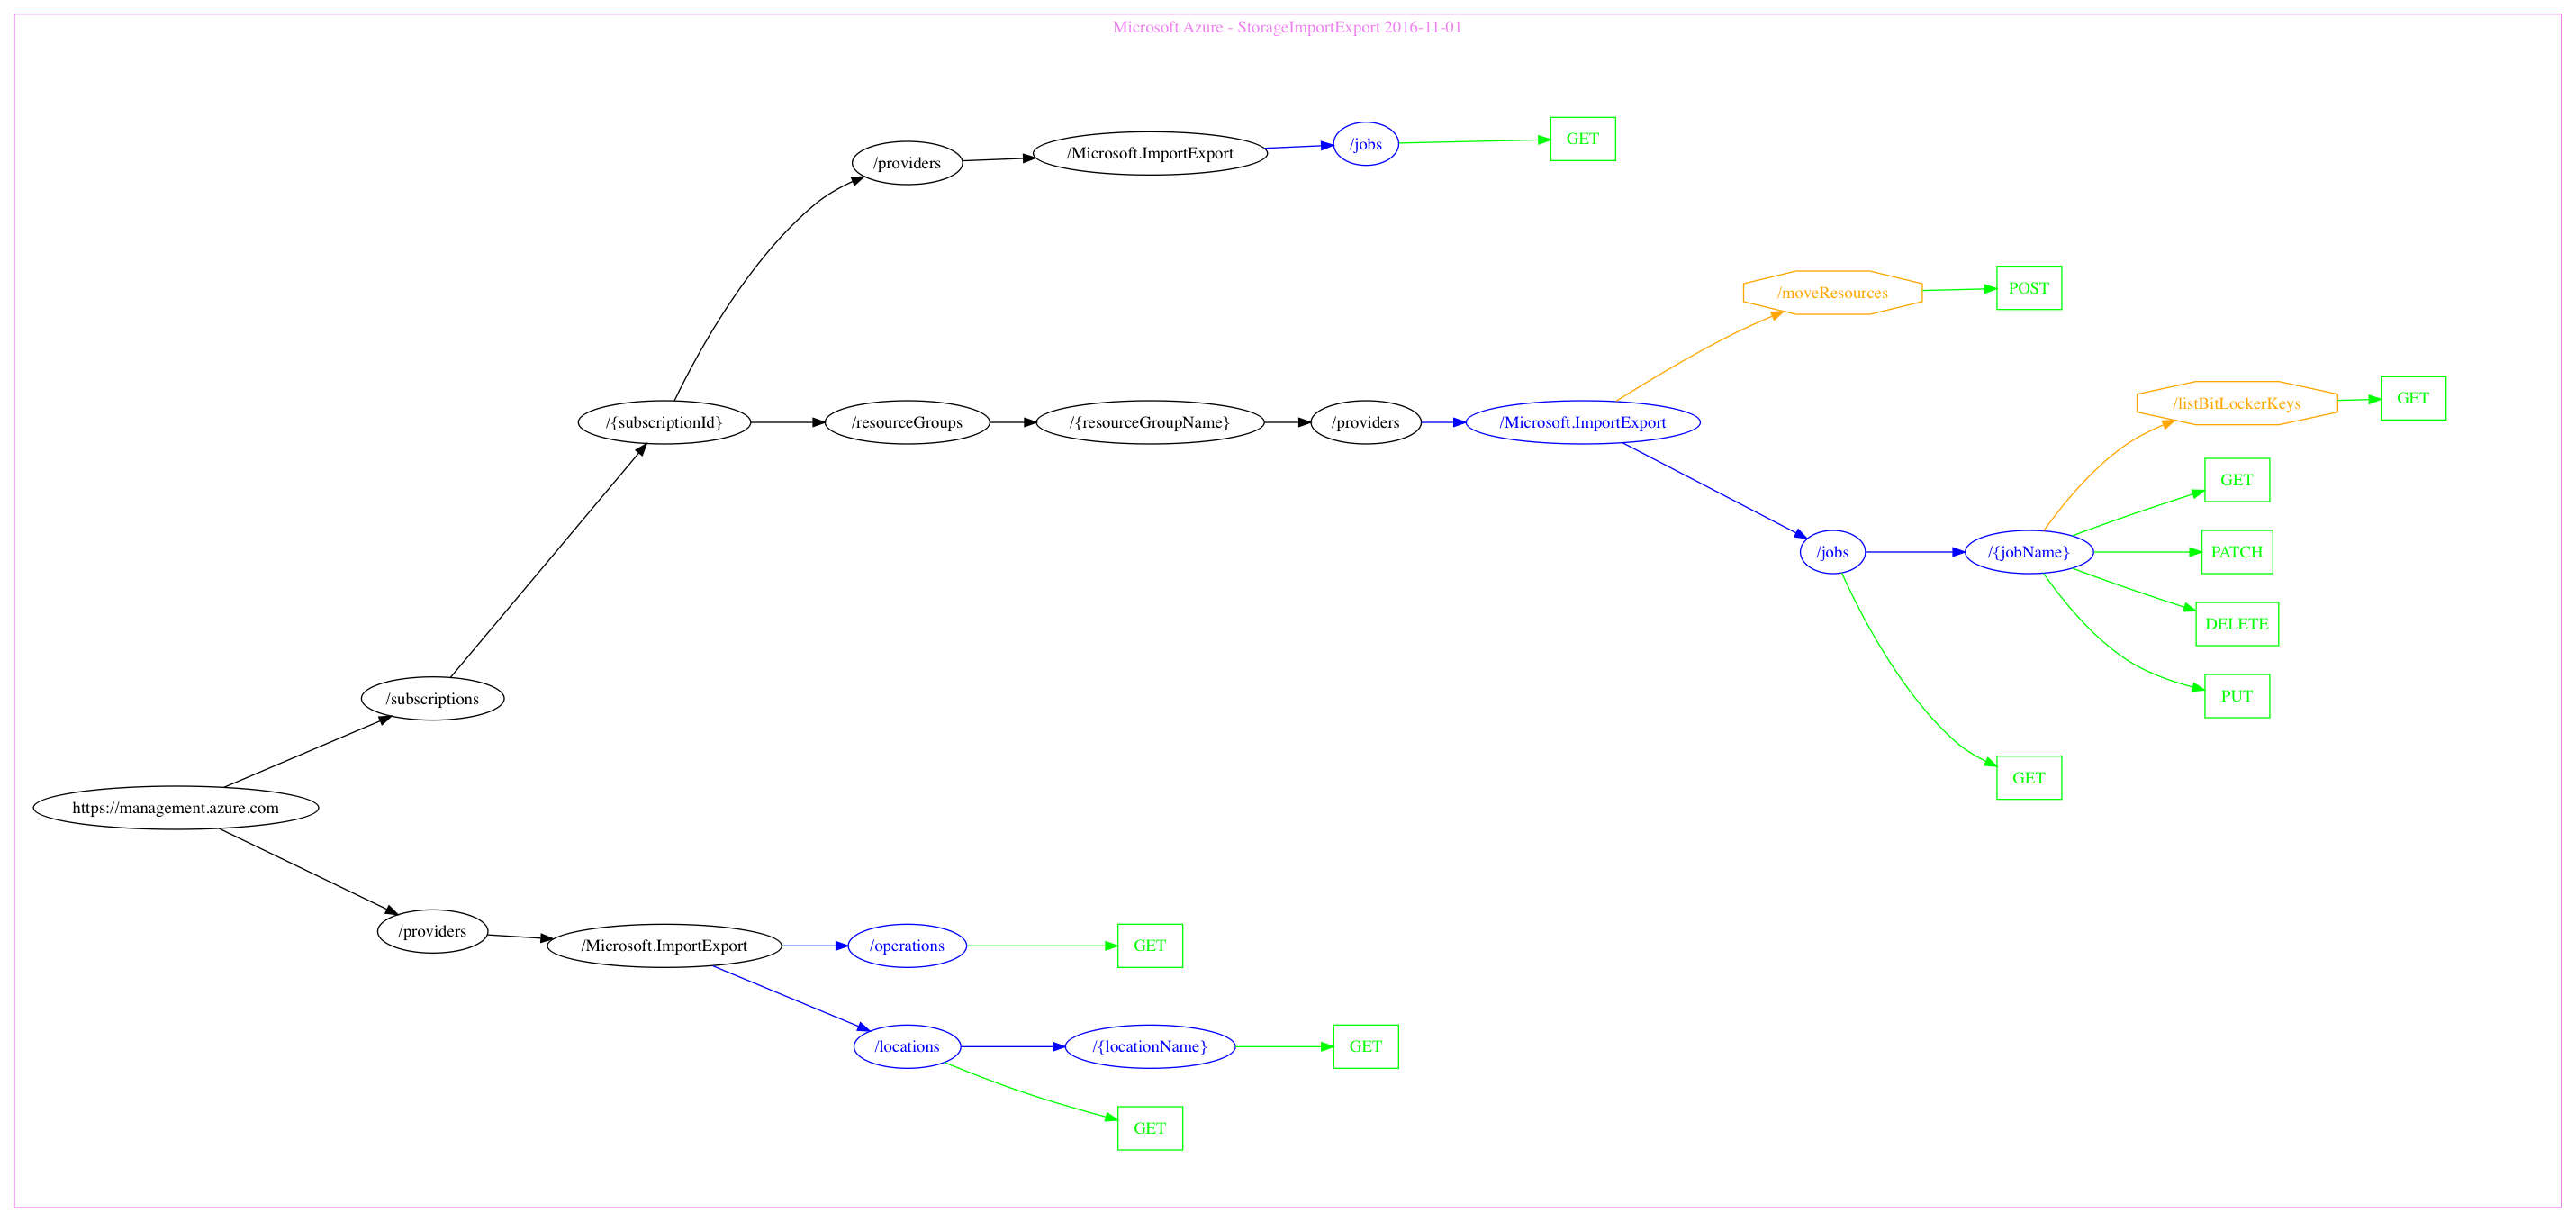 Microsoft Azure - StorageImportExport 2016-11-01
/providers
/Microsoft.ImportExport
/jobs
GET
/moveResources
POST
/{subscriptionId}
/resourceGroups
/{resourceGroupName}
/providers
/Microsoft.ImportExport
/listBitLockerKeys
GET
GET
/jobs
/{jobName}
PATCH
DELETE
/subscriptions
PUT
GET
https://management.azure.com
/providers
/Microsoft.ImportExport
/operations
GET
/locations
/{locationName}
GET
GET